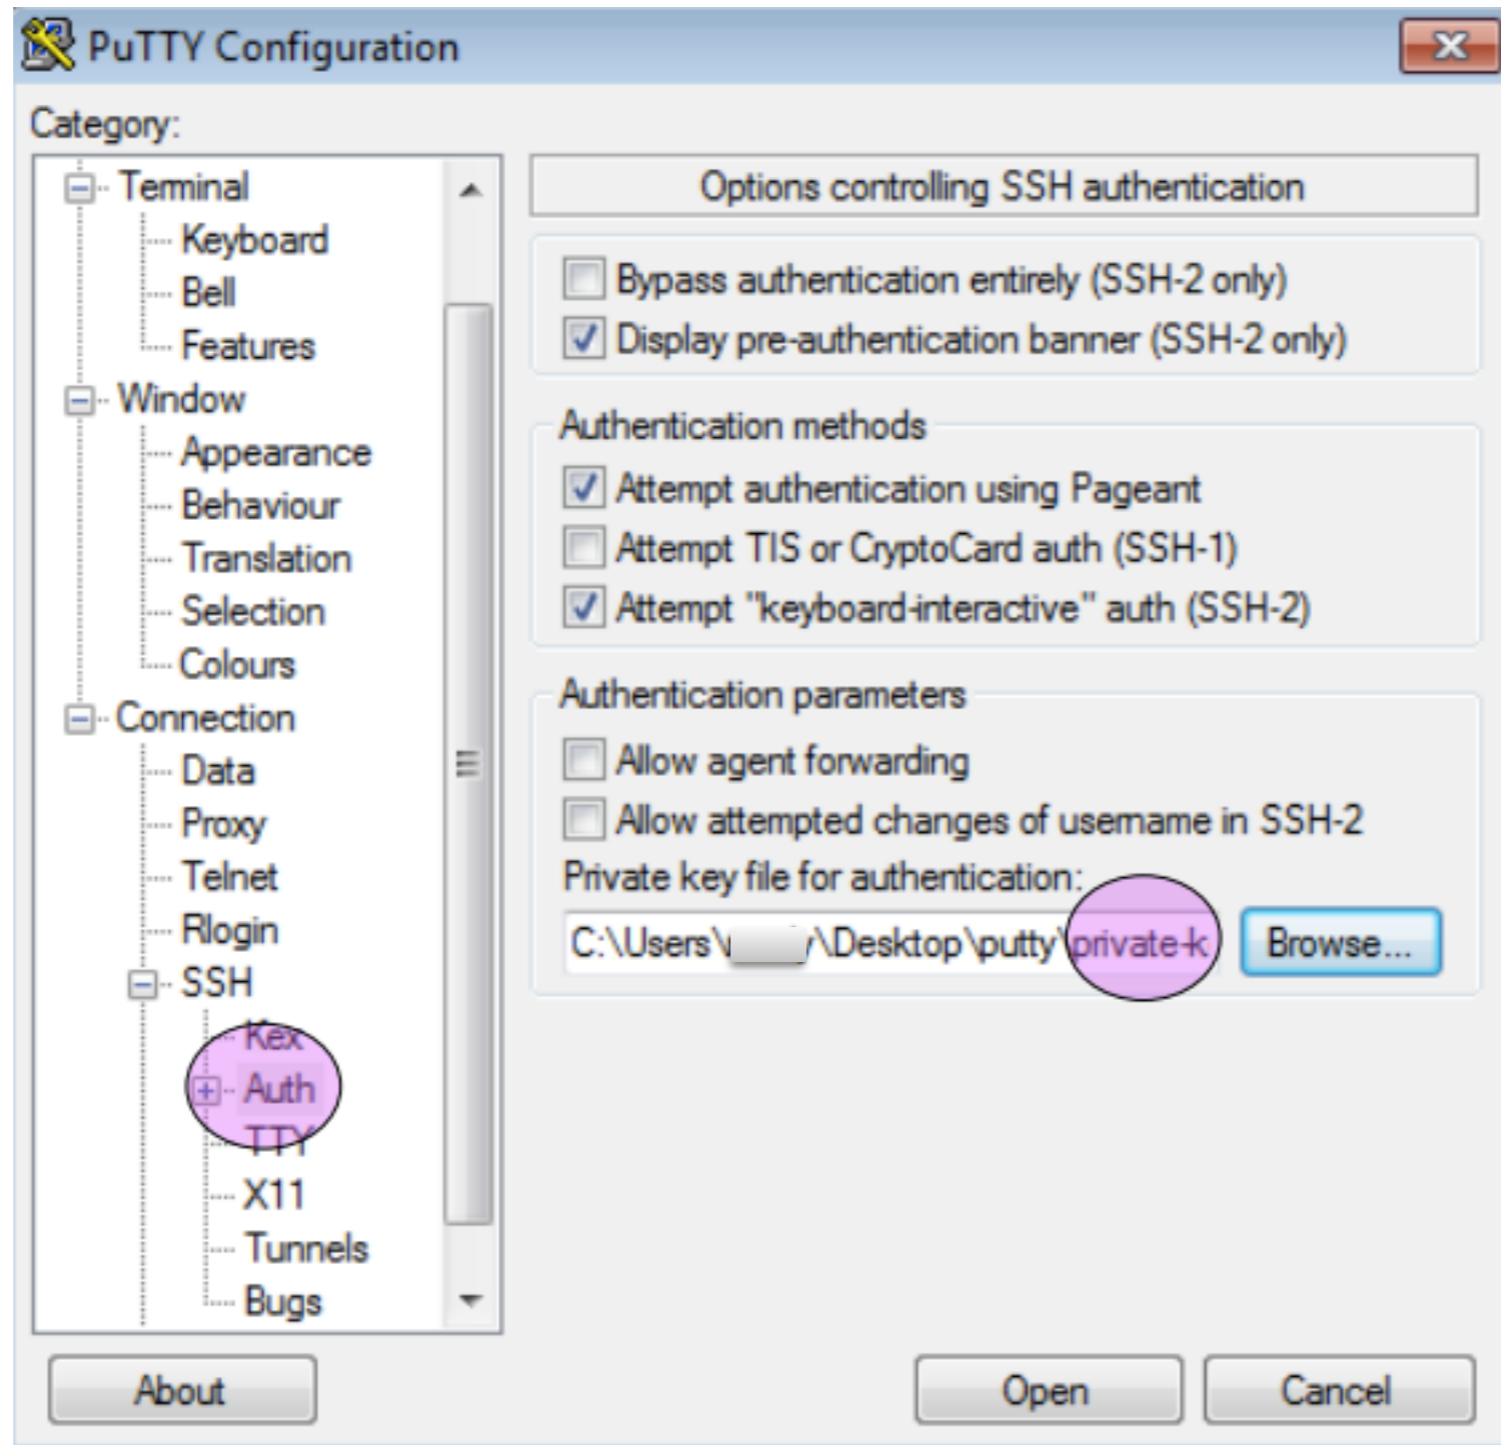 PuTTY Configuration
Category:
Terminal
Keyboard
Bell
Features
Window
Appearance
Behaviour
Translation
Selection
Colours
Connection
Data
Proxy
Telnet
Rlogin
SSH
Kex
Auth
TTY
X11
Tunnels
Bugs
Options controlling SSH authentication
Bypass authentication entirely (SSH-2 only)
Display pre-authentication banner (SSH-2 only)
Authentication methods
Attempt authentication using Pageant
Attempt TIS or CryptoCard auth (SSH-1)
Attempt "keyboard-interactive" auth (SSH-2)
Authentication parameters
Allow agent forwarding
Allow attempted changes of username in SSH-2
Private key file for authentication:
C:\Users\ \Desktop\putty\private-k
Browse...
About
Open
Cancel